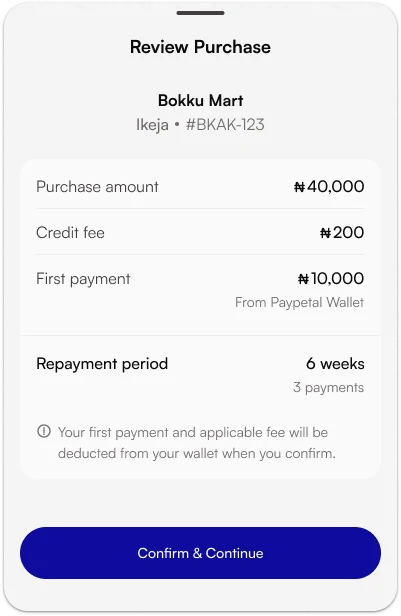 Review Purchase
Bokku Mart
Ikeja • #BKAK-123
Purchase amount ₦40,000
Credit fee ₦200
First payment ₦10,000
From Paypetal Wallet
Repayment period 6 weeks
3 payments
Your first payment and applicable fee will be
deducted from your wallet when you confirm.
Confirm & Continue